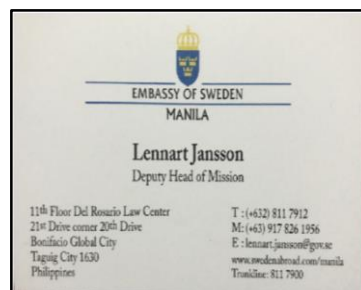 EMBASSY OF SWEDEN
MANILA
Lennart Jansson
Deputy Head of Mission
11th Floor Del Rosario Law Center
21st Drive corner 20th Drive
Bonifacio Global City
Taguig City 1630
Philippines
T : (+632) 811 7912
M: (+63) 917 826 1956
E : lennart.jansson@gov.se
www.swedenabroad.com/manila
Trunkline: 811 7900